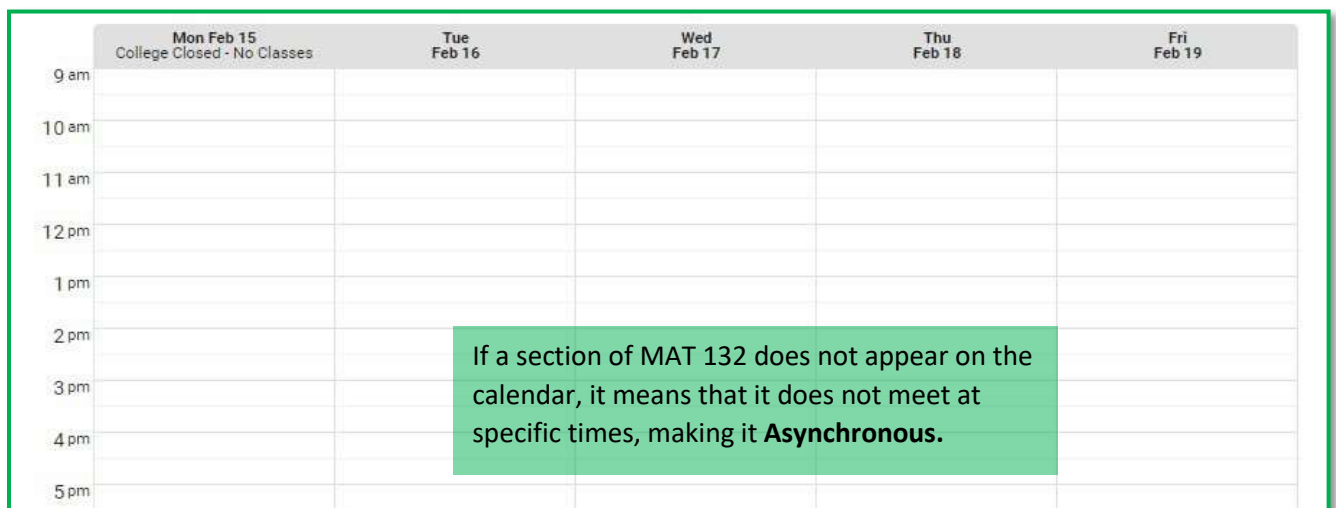 Mon Feb 15
College Closed - No Classes
Tue
Feb 16
Wed
Feb 17
Thu
Feb 18
Fri
Feb 19
9 am
10 am
11 am
12 pm
1 pm
2 pm
3 pm
4 pm
5 pm
If a section of MAT 132 does not appear on the
calendar, it means that it does not meet at
specific times, making it Asynchronous.